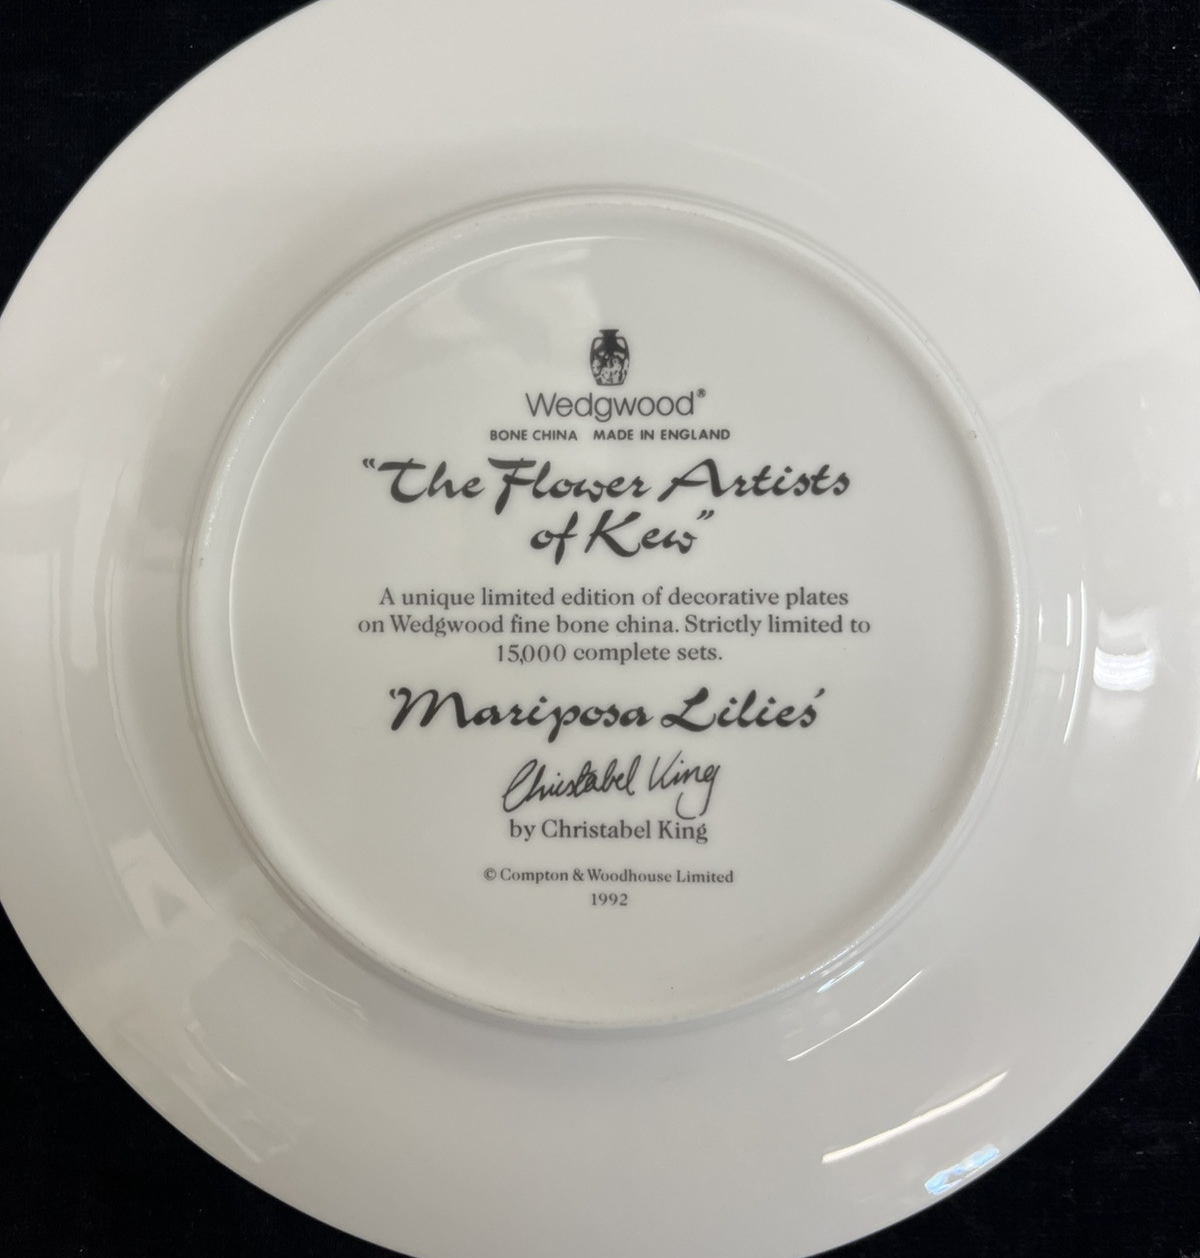 Wedgwood®
BONE CHINA MADE IN ENGLAND
"The Flower Artists
of Kew"
A unique limited edition of decorative plates
on Wedgwood fine bone china. Strictly limited to
15,000 complete sets.
'Mariposa Lilies'
Christabel King
by Christabel King
© Compton & Woodhouse Limited
1992